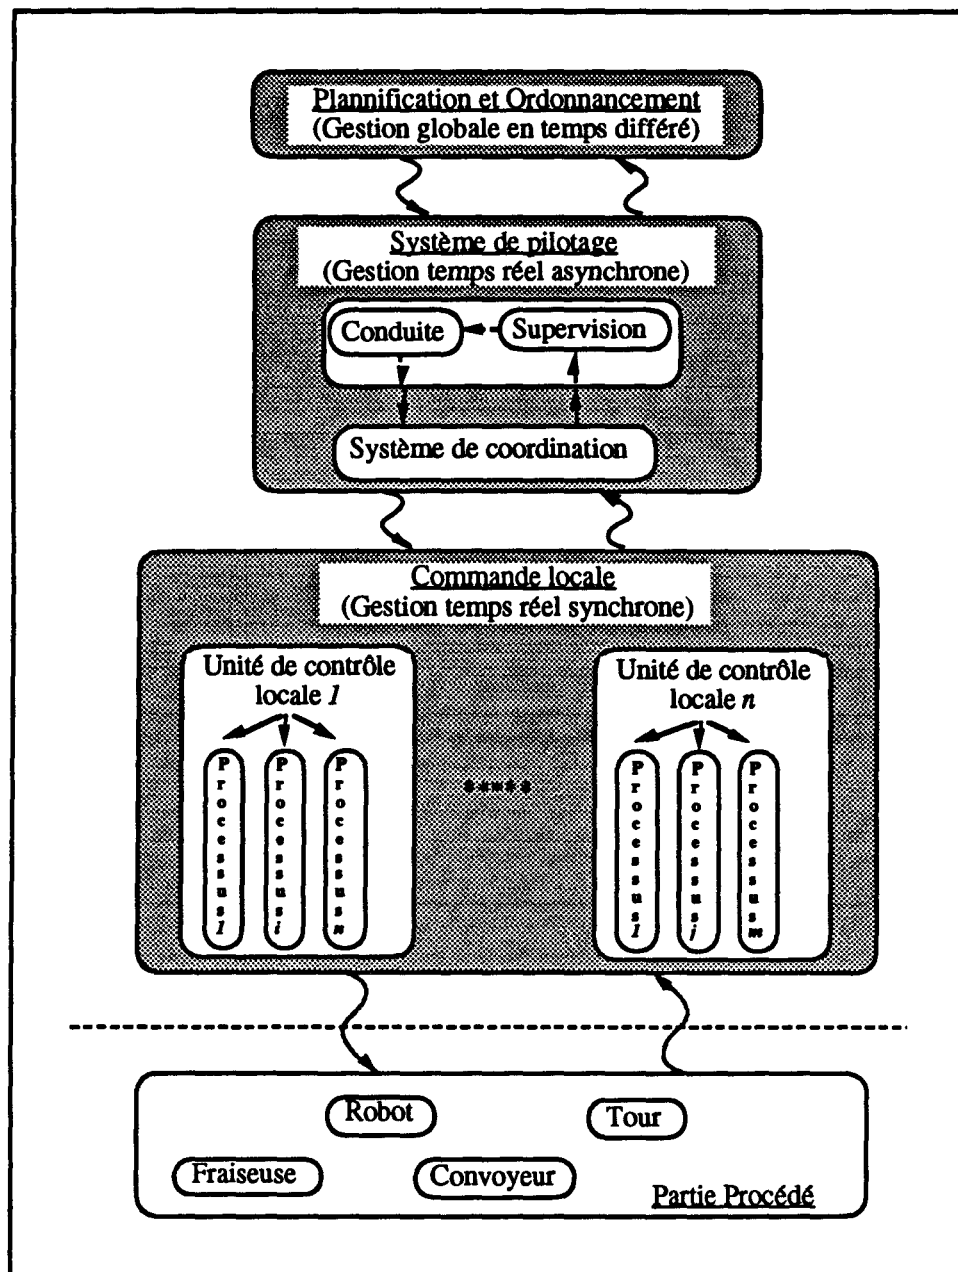 Plannification et Ordonnancement
(Gestion globale en temps différé)
Système de pilotage
(Gestion temps réel asynchrone)
Conduite
Supervision
Système de coordination
Commande locale
(Gestion temps réel synchrone)
Unité de contrôle
locale 1
Processus 1
Processus i
Processus n
*****
Unité de contrôle
locale n
Processus 1
Processus j
Processus m
Robot
Tour
Fraiseuse
Convoyeur
Partie Procédé